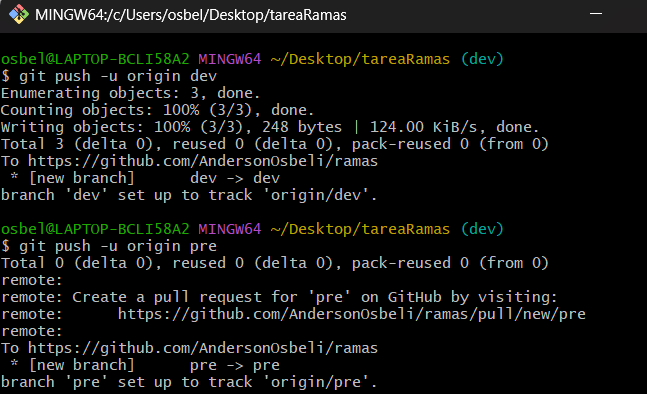 MINGW64:/c/Users/osbel/Desktop/tareaRamas
osbel@LAPTOP-BCLI58A2 MINGW64 ~/Desktop/tareaRamas (dev)
$ git push -u origin dev
Enumerating objects: 3, done.
Counting objects: 100% (3/3), done.
Writing objects: 100% (3/3), 248 bytes | 124.00 KiB/s, done.
Total 3 (delta 0), reused 0 (delta 0), pack-reused 0 (from 0)
To https://github.com/AndersonOsbeli/ramas
 * [new branch]      dev -> dev
branch 'dev' set up to track 'origin/dev'.
osbel@LAPTOP-BCLI58A2 MINGW64 ~/Desktop/tareaRamas (dev)
$ git push -u origin pre
Total 0 (delta 0), reused 0 (delta 0), pack-reused 0 (from 0)
remote:
remote: Create a pull request for 'pre' on GitHub by visiting:
remote:      https://github.com/AndersonOsbeli/ramas/pull/new/pre
remote:
To https://github.com/AndersonOsbeli/ramas
 * [new branch]      pre -> pre
branch 'pre' set up to track 'origin/pre'.